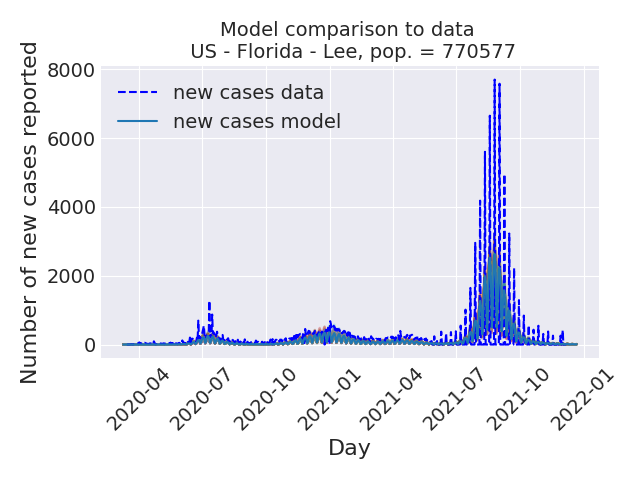 Model comparison to data
US - Florida - Lee, pop. = 770577
Number of new cases reported
8000
6000
4000
2000
0
new cases data
new cases model
2020-04
2020-07
2020-10
2021-01
2021-04
2021-07
2021-10
2022-01
Day